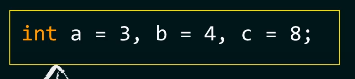 int a = 3, b = 4, c = 8;